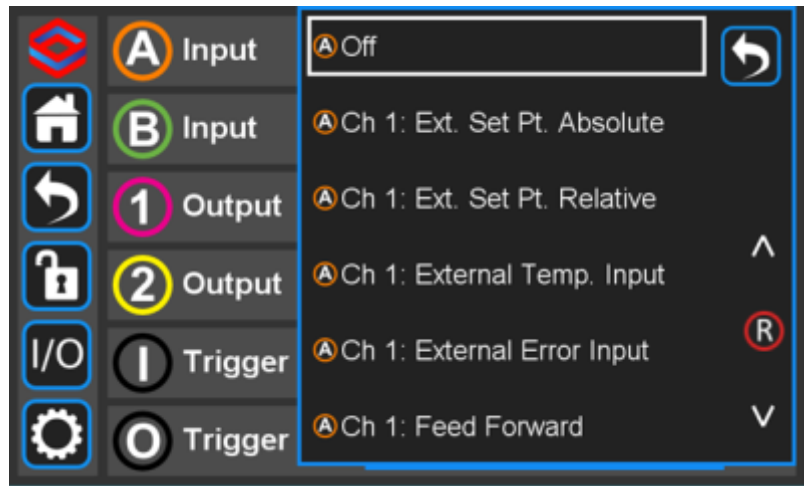 A Input
B Input
1 Output
2 Output
I/O
I Trigger
O Trigger
A Off
A Ch 1: Ext. Set Pt. Absolute
A Ch 1: Ext. Set Pt. Relative
A Ch 1: External Temp. Input
A Ch 1: External Error Input
A Ch 1: Feed Forward
R